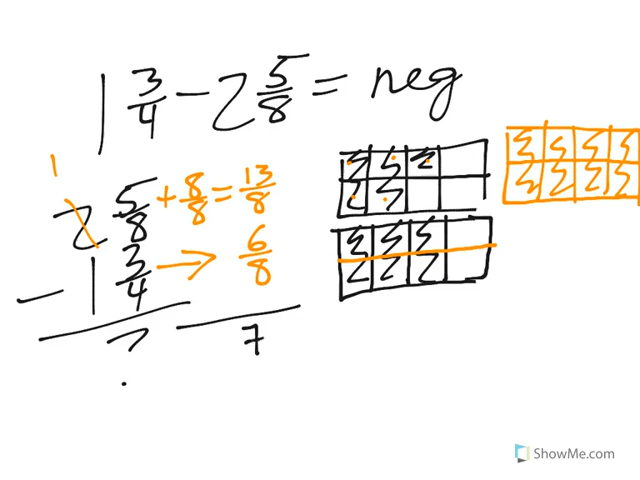 1 3/4 - 2 5/8 = neg
1
2 5/8 + 8/8 = 13/8
- 1 3/4 → 6/8
7 7
ShowMe.com